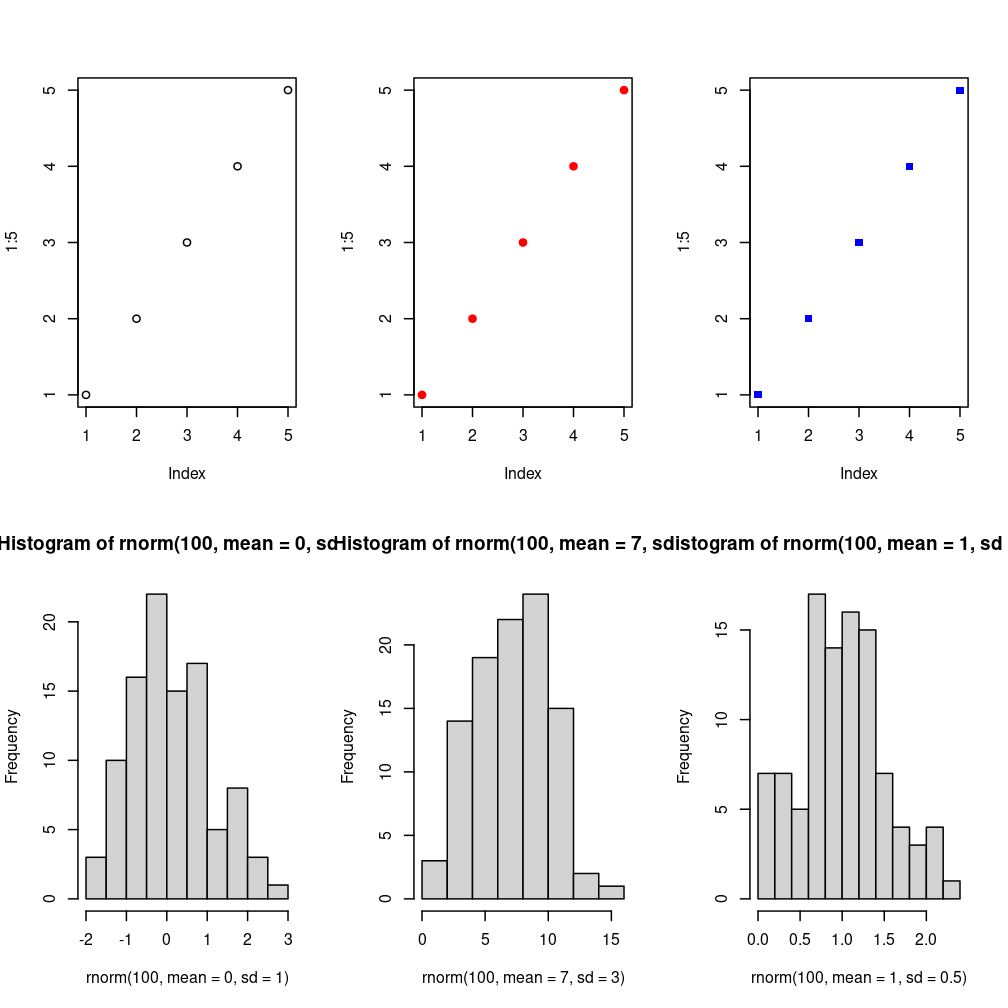 5
4
3
2
1
1:5
1 2 3 4 5
Index
5
4
3
2
1
1:5
1 2 3 4 5
Index
5
4
3
2
1
1:5
1 2 3 4 5
Index
Histogram of rnorm(100, mean = 0, sd
Histogram of rnorm(100, mean = 7, sd
istogram of rnorm(100, mean = 1, sd
20
15
10
5
0
Frequency
-2 -1 0 1 2 3
rnorm(100, mean = 0, sd = 1)
20
15
10
5
0
Frequency
0 5 10 15
rnorm(100, mean = 7, sd = 3)
15
10
5
0
Frequency
0.0 0.5 1.0 1.5 2.0
rnorm(100, mean = 1, sd = 0.5)